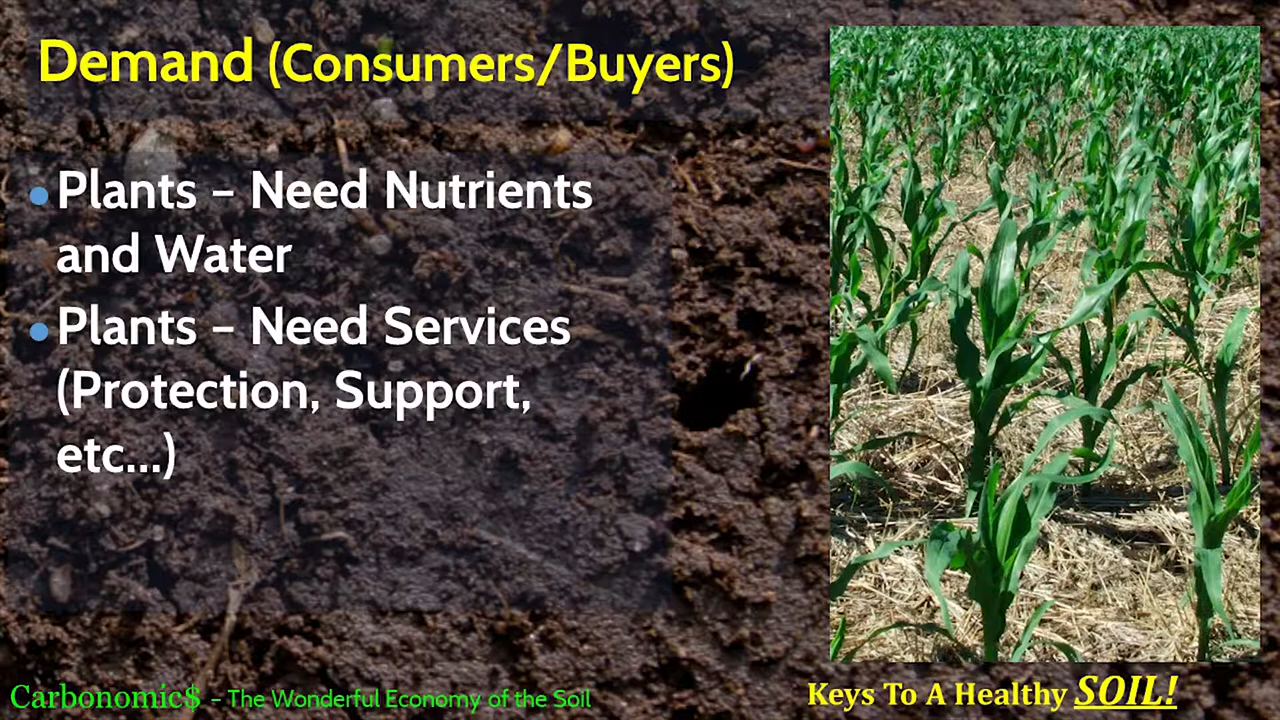 Demand (Consumers/Buyers)
• Plants – Need Nutrients
and Water
• Plants – Need Services
(Protection, Support,
etc...)
Carbonomic$ – The Wonderful Economy of the Soil
Keys To A Healthy SOIL!